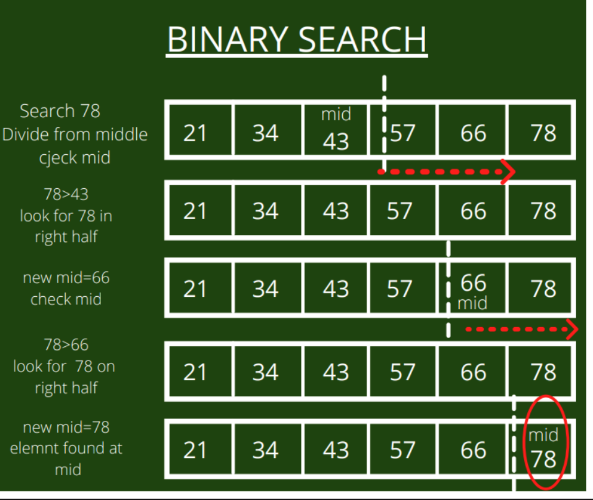 BINARY SEARCH
Search 78
Divide from middle
cjeck mid
21 34 mid 43 57 66 78
78>43
look for 78 in
right half
21 34 43 57 66 78
new mid=66
check mid
21 34 43 57 66 mid 78
78>66
look for 78 on
right half
21 34 43 57 66 78
new mid=78
elemnt found at
mid
21 34 43 57 66 mid 78